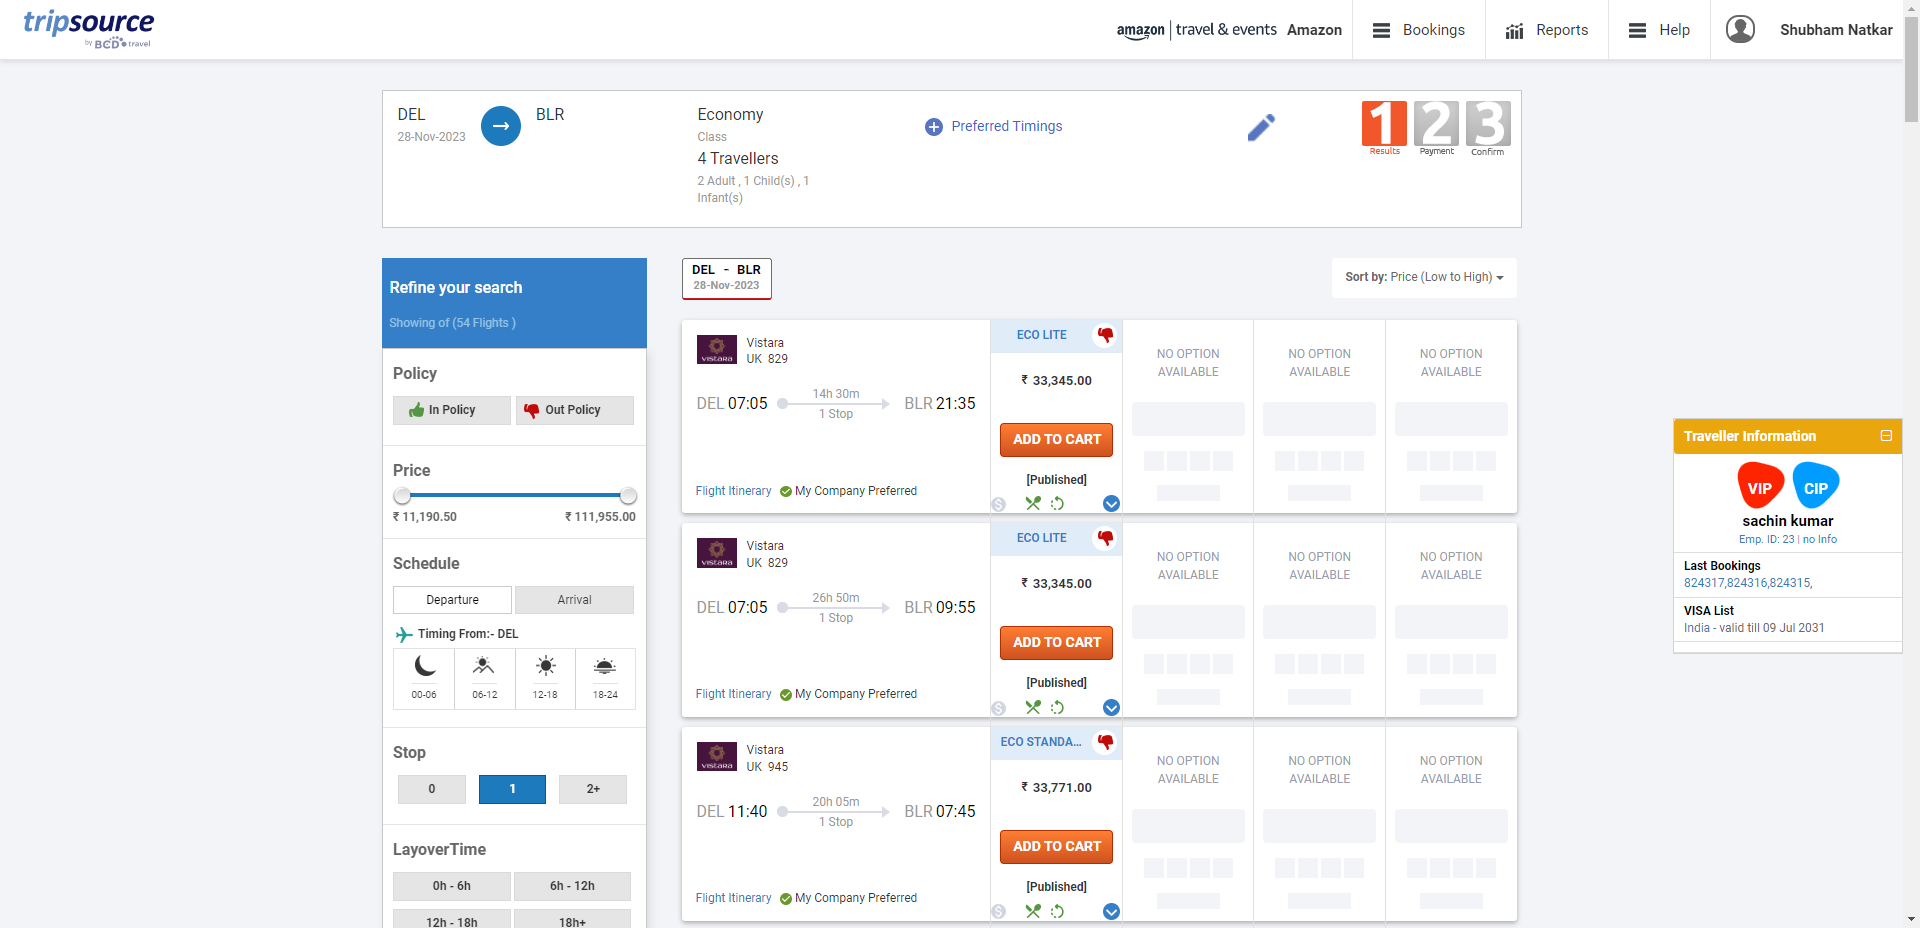 tripsource
by BCD travel
amazon | travel & events Amazon
Bookings
Reports
Help
Shubham Natkar
DEL
28-Nov-2023
BLR
Economy
Class
4 Travellers
2 Adult , 1 Child(s) , 1
Infant(s)
Preferred Timings
1 2 3
Results Payment Confirm
Refine your search
Showing of (54 Flights )
Policy
In Policy Out Policy
Price
₹ 11,190.50 ₹ 111,955.00
Schedule
Departure Arrival
Timing From:- DEL
00-06 06-12 12-18 18-24
Stop
0 1 2+
LayoverTime
0h - 6h 6h - 12h
12h - 18h 18h+
DEL - BLR
28-Nov-2023
Sort by: Price (Low to High)
vistara
Vistara
UK 829
DEL 07:05
14h 30m
1 Stop
BLR 21:35
Flight Itinerary My Company Preferred
ECO LITE
₹ 33,345.00
ADD TO CART
[Published]
NO OPTION
AVAILABLE
NO OPTION
AVAILABLE
NO OPTION
AVAILABLE
vistara
Vistara
UK 829
DEL 07:05
26h 50m
1 Stop
BLR 09:55
Flight Itinerary My Company Preferred
ECO LITE
₹ 33,345.00
ADD TO CART
[Published]
NO OPTION
AVAILABLE
NO OPTION
AVAILABLE
NO OPTION
AVAILABLE
vistara
Vistara
UK 945
DEL 11:40
20h 05m
1 Stop
BLR 07:45
Flight Itinerary My Company Preferred
ECO STANDA...
₹ 33,771.00
ADD TO CART
[Published]
NO OPTION
AVAILABLE
NO OPTION
AVAILABLE
NO OPTION
AVAILABLE
Traveller Information
VIP CIP
sachin kumar
Emp. ID: 23 | no Info
Last Bookings
824317,824316,824315,
VISA List
India - valid till 09 Jul 2031